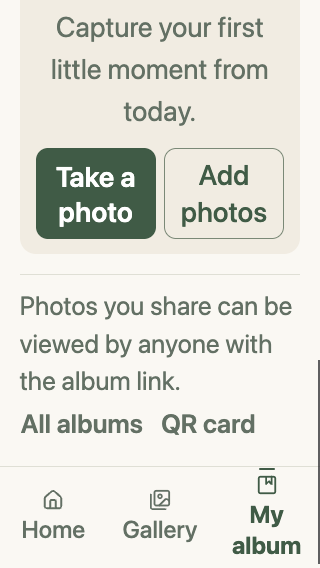 Capture your first
little moment from
today.
Take a
photo
Add
photos
Photos you share can be
viewed by anyone with
the album link.
All albums QR card
Home
Gallery
My
album